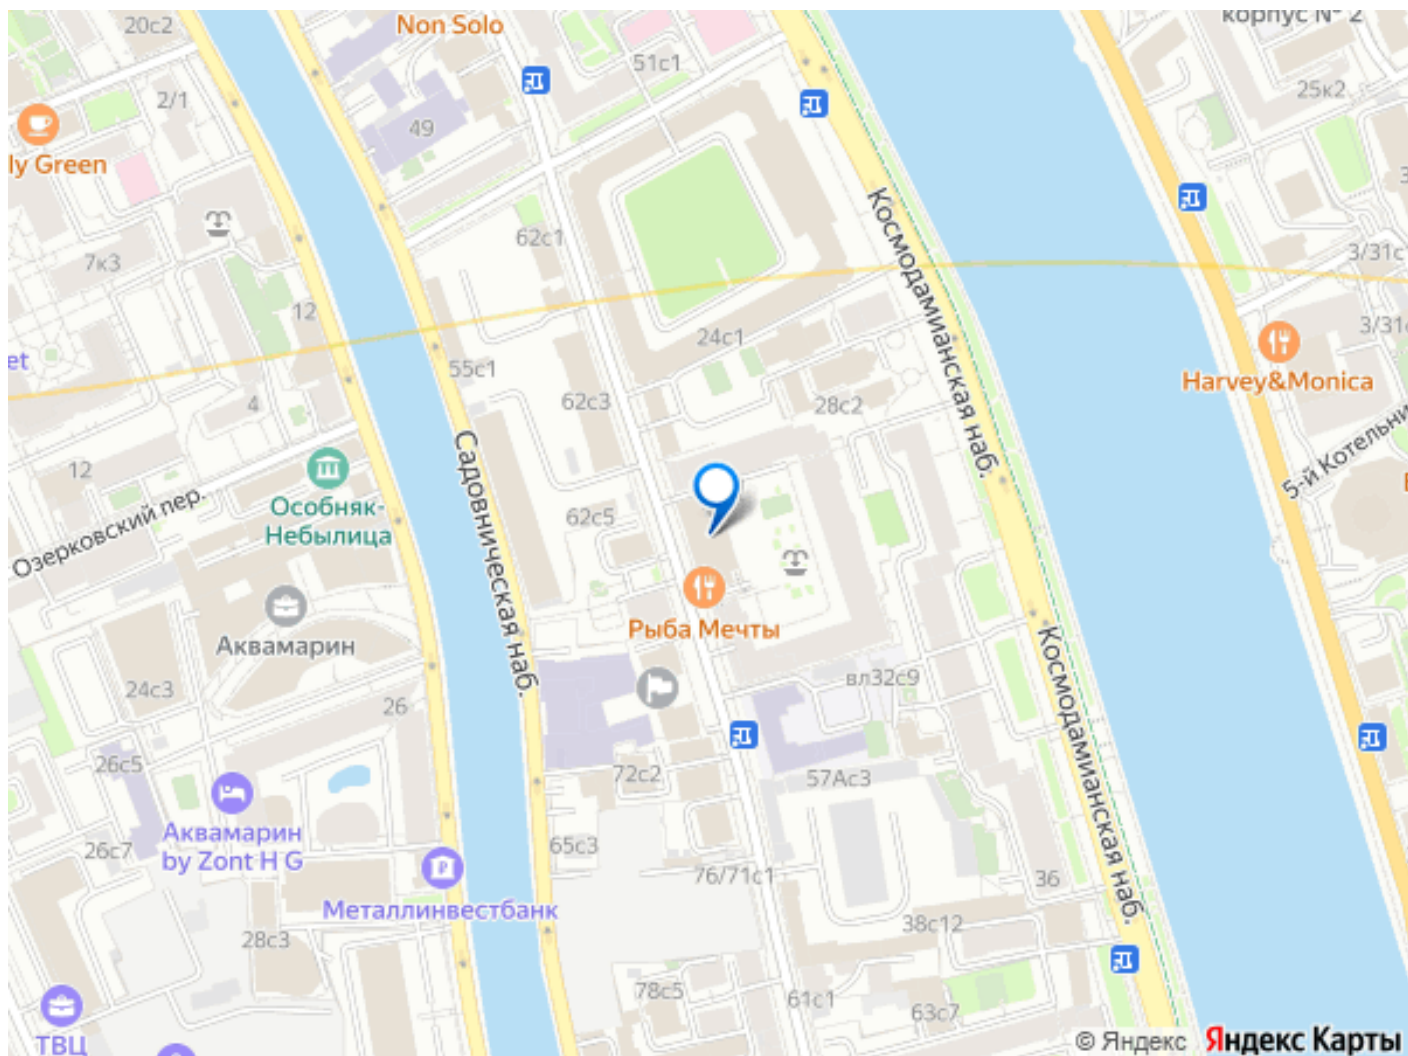 корпус № 2
20с2
Non Solo
51с1
2/1
49
25к2
ly Green
62с1
7к3
3/31с
12
24с1
3/31с
et
55с1
Harvey&Monica
4
62с3
28с2
Космодамианская наб.
12
Садовническая наб.
5-й Котельни
Озерковский пер.
Особняк-
Небылица
62с5
Аквамарин
Рыба Мечты
24с3
вл32с9
26
26с5
72с2
57Ас3
Космодамианская наб.
Аквамарин
by Zont H G
26с7
65с3
76/71с1
36
Металлинвестбанк
28с3
38с12
78с5
61с1
63с7
ТВЦ
© Яндекс Яндекс Карты